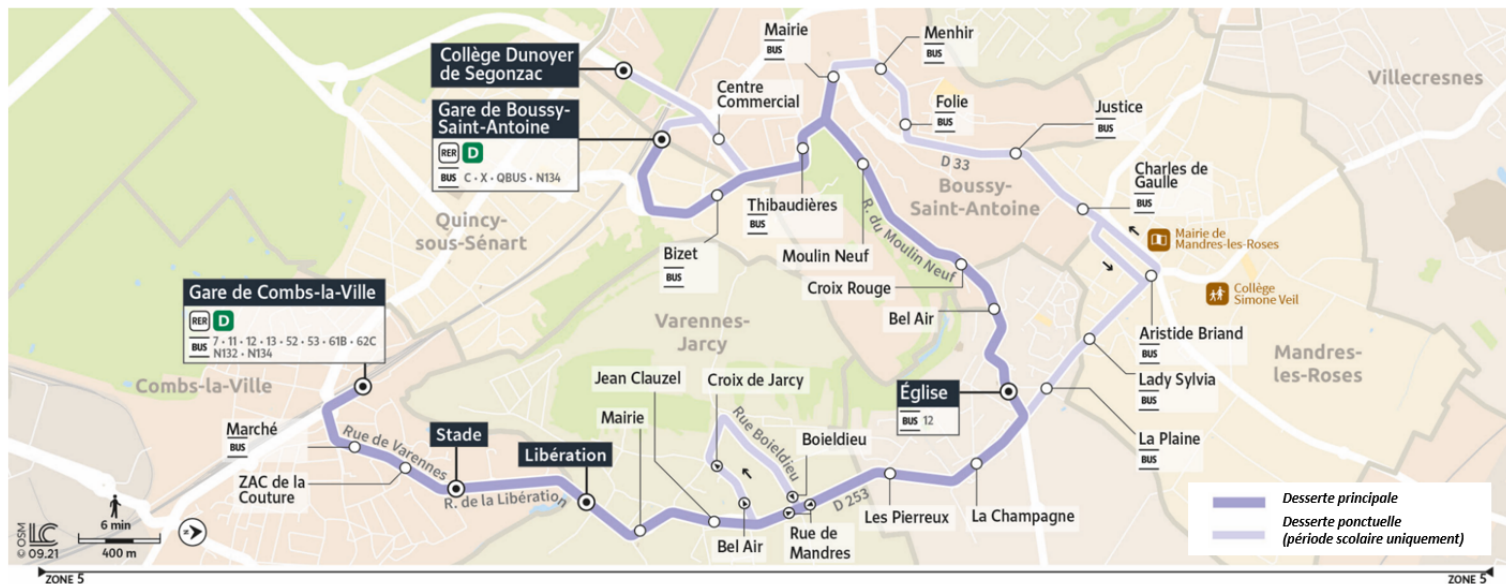 Collège Dunoyer
de Segonzac
Gare de Boussy-
Saint-Antoine
RER D
BUS C • X • QBUS • N134
Mairie
BUS
Menhir
BUS
Centre
Commercial
Folie
BUS
Justice
BUS
Villecresnes
D 33
Charles de
Gaulle
BUS
Boussy-
Saint-Antoine
Quincy-
sous-Sénart
Thibaudières
BUS
Bizet
BUS
Moulin Neuf
R. du Moulin Neuf
Croix Rouge
Mairie de
Mandres-les-Roses
Collège
Simone Veil
Bel Air
Aristide Briand
BUS
Mandres-
les-Roses
Lady Sylvia
BUS
La Plaine
BUS
Gare de Combs-la-Ville
RER D
BUS 7 • 11 • 12 • 13 • 52 • 53 • 61B • 62C
N132 • N134
Combs-la-Ville
Varennes-
Jarcy
Église
BUS 12
Jean Clauzel
Croix de Jarcy
Mairie
Rue Boieldieu
Boieldieu
Marché
BUS
Rue de Varennes
Stade
Libération
ZAC de la
Couture
R. de la Libération
D 253
Bel Air
Rue de
Mandres
Les Pierreux
La Champagne
Desserte principale
Desserte ponctuelle
(période scolaire uniquement)
6 min
400 m
N
© OSM
LC
09.21
ZONE 5
ZONE 5